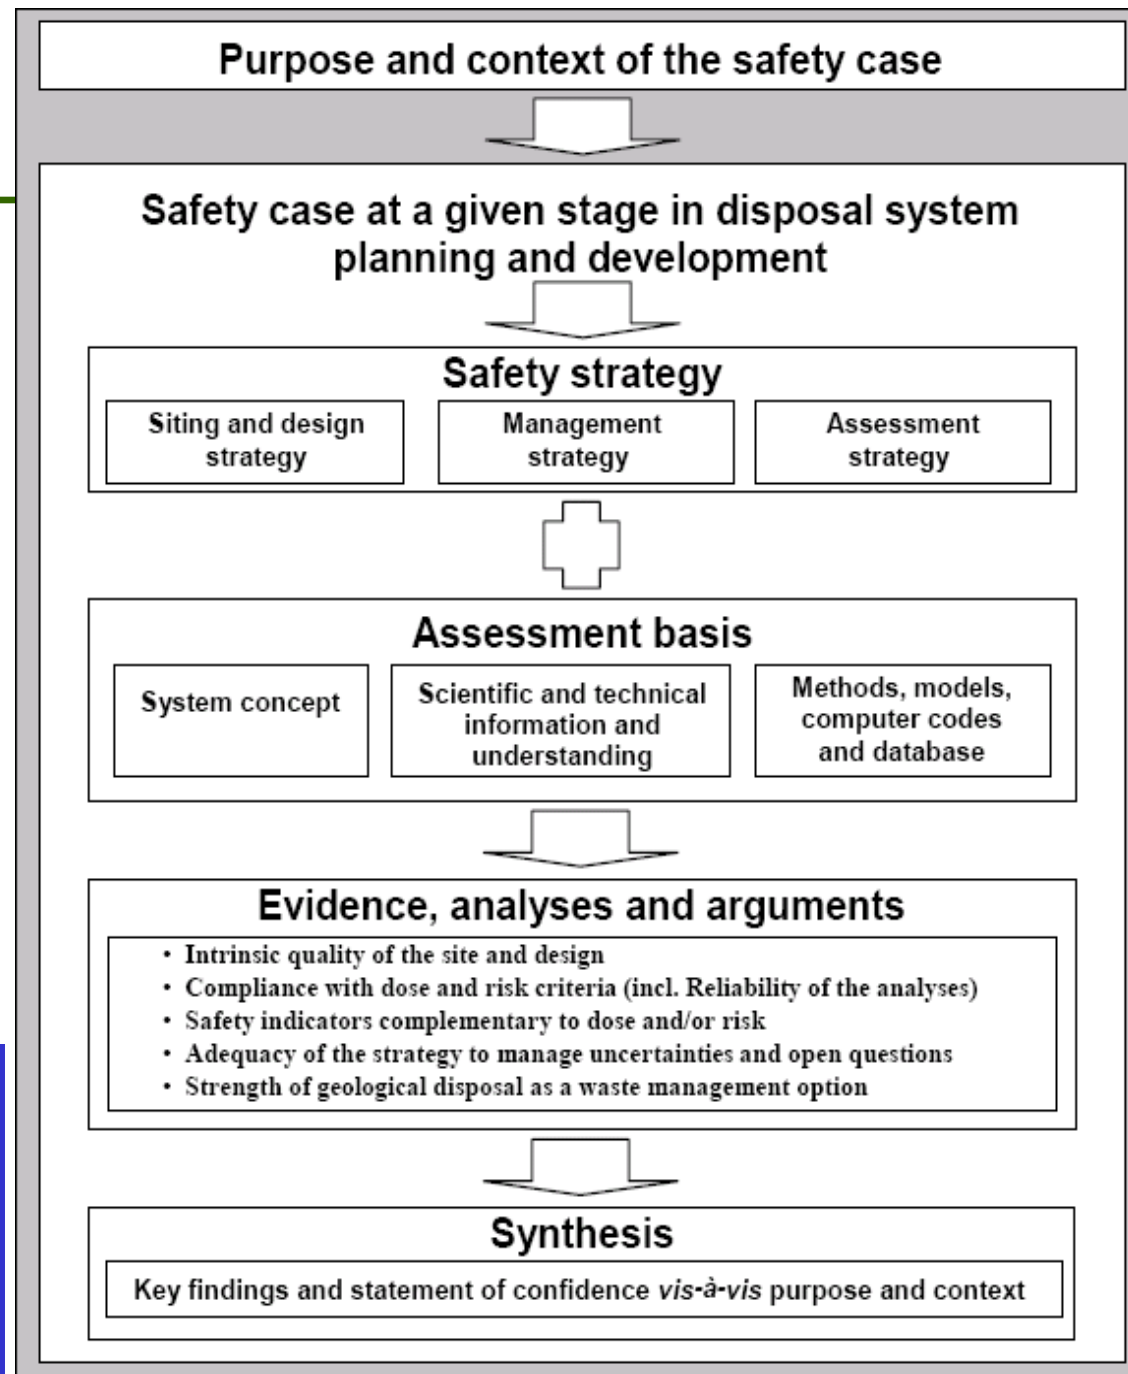 Purpose and context of the safety case
Safety case at a given stage in disposal system
planning and development
Safety strategy
Siting and design
strategy
Management
strategy
Assessment
strategy
Assessment basis
System concept
Scientific and technical
information and
understanding
Methods, models,
computer codes
and database
Evidence, analyses and arguments
• Intrinsic quality of the site and design
• Compliance with dose and risk criteria (incl. Reliability of the analyses)
• Safety indicators complementary to dose and/or risk
• Adequacy of the strategy to manage uncertainties and open questions
• Strength of geological disposal as a waste management option
Synthesis
Key findings and statement of confidence vis-à-vis purpose and context